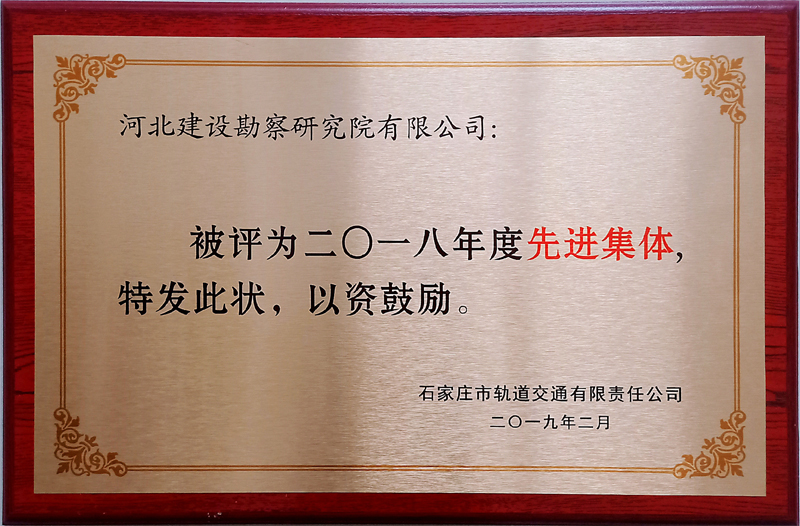 河北建设勘察研究院有限公司:
被评为二〇一八年度先进集体,
特发此状，以资鼓励。
石家庄市轨道交通有限责任公司
二〇一九年二月